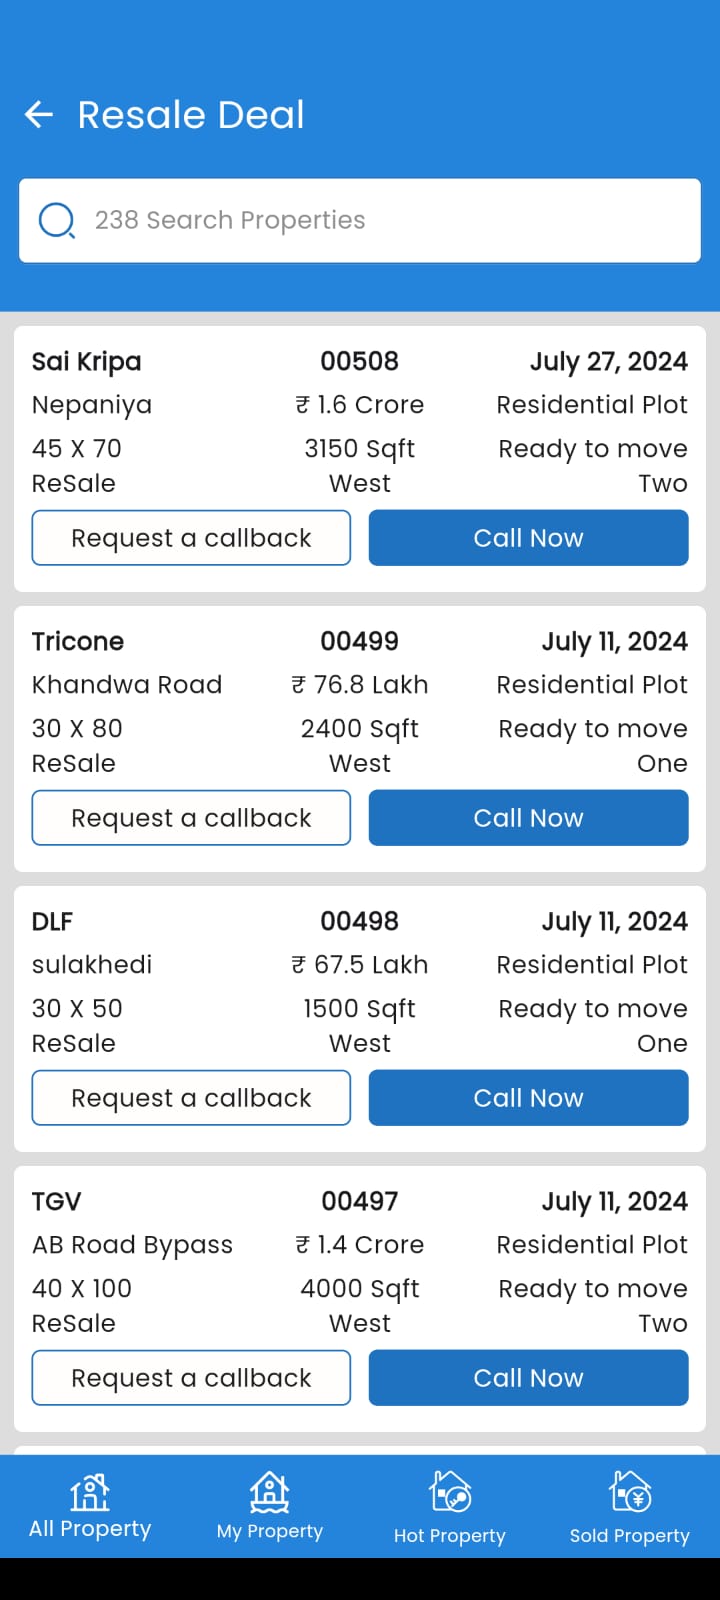 Resale Deal
238 Search Properties
Sai Kripa 00508 July 27, 2024
Nepaniya ₹ 1.6 Crore Residential Plot
45 X 70 3150 Sqft Ready to move
ReSale West Two
Request a callback Call Now
Tricone 00499 July 11, 2024
Khandwa Road ₹ 76.8 Lakh Residential Plot
30 X 80 2400 Sqft Ready to move
ReSale West One
Request a callback Call Now
DLF 00498 July 11, 2024
sulakhedi ₹ 67.5 Lakh Residential Plot
30 X 50 1500 Sqft Ready to move
ReSale West One
Request a callback Call Now
TGV 00497 July 11, 2024
AB Road Bypass ₹ 1.4 Crore Residential Plot
40 X 100 4000 Sqft Ready to move
ReSale West Two
Request a callback Call Now
All Property My Property Hot Property Sold Property